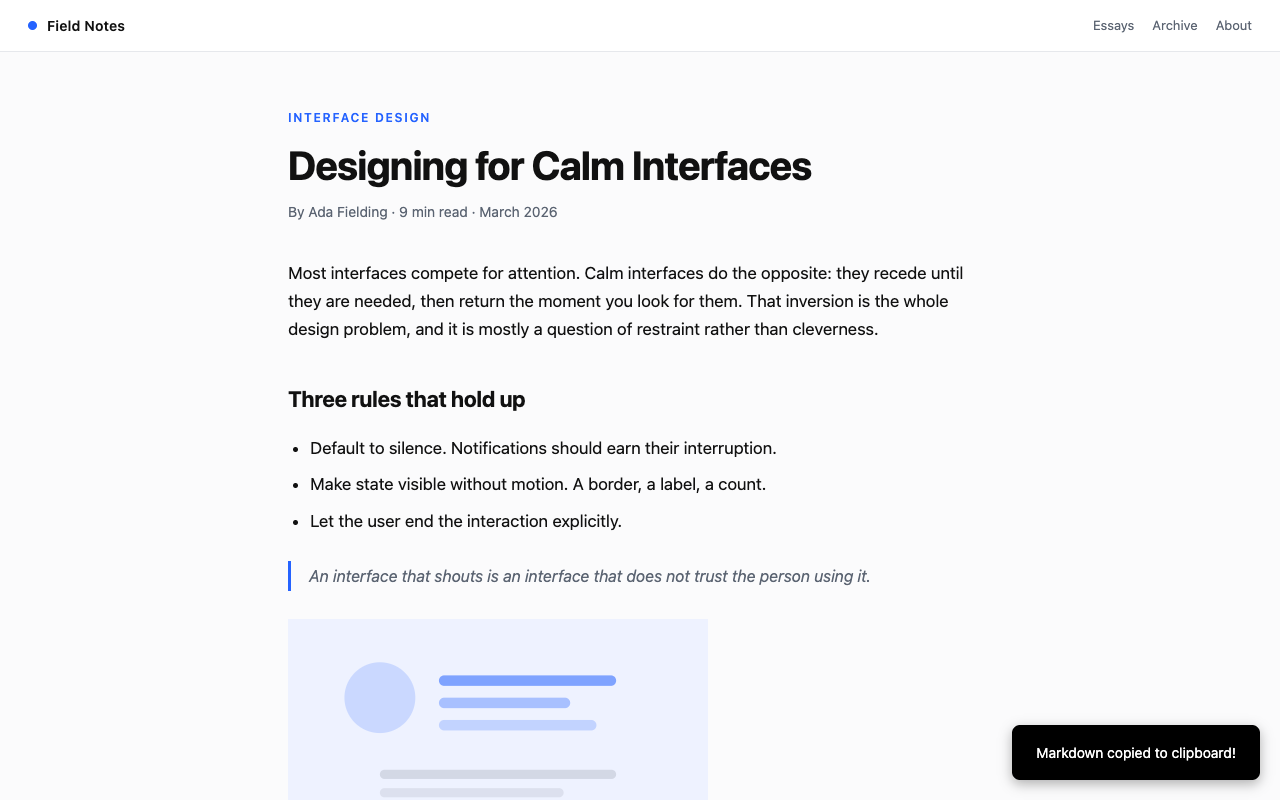 Field Notes
Essays
Archive
About
INTERFACE DESIGN
Designing for Calm Interfaces
By Ada Fielding · 9 min read · March 2026
Most interfaces compete for attention. Calm interfaces do the opposite: they recede until
they are needed, then return the moment you look for them. That inversion is the whole
design problem, and it is mostly a question of restraint rather than cleverness.
Three rules that hold up
• Default to silence. Notifications should earn their interruption.
• Make state visible without motion. A border, a label, a count.
• Let the user end the interaction explicitly.
An interface that shouts is an interface that does not trust the person using it.
Markdown copied to clipboard!